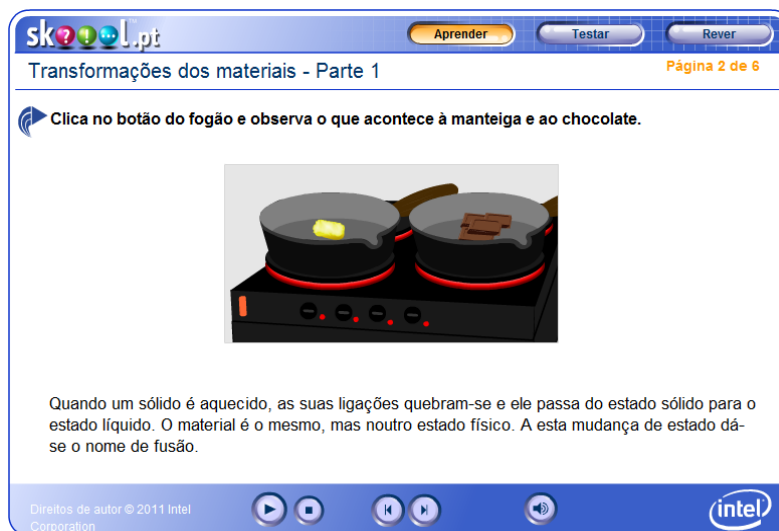 skoool.pt
Aprender
Testar
Rever
Transformações dos materiais - Parte 1
Página 2 de 6
Clica no botão do fogão e observa o que acontece à manteiga e ao chocolate.
Quando um sólido é aquecido, as suas ligações quebram-se e ele passa do estado sólido para o
estado líquido. O material é o mesmo, mas noutro estado físico. A esta mudança de estado dá-
se o nome de fusão.
Direitos de autor © 2011 Intel
Corporation
intel